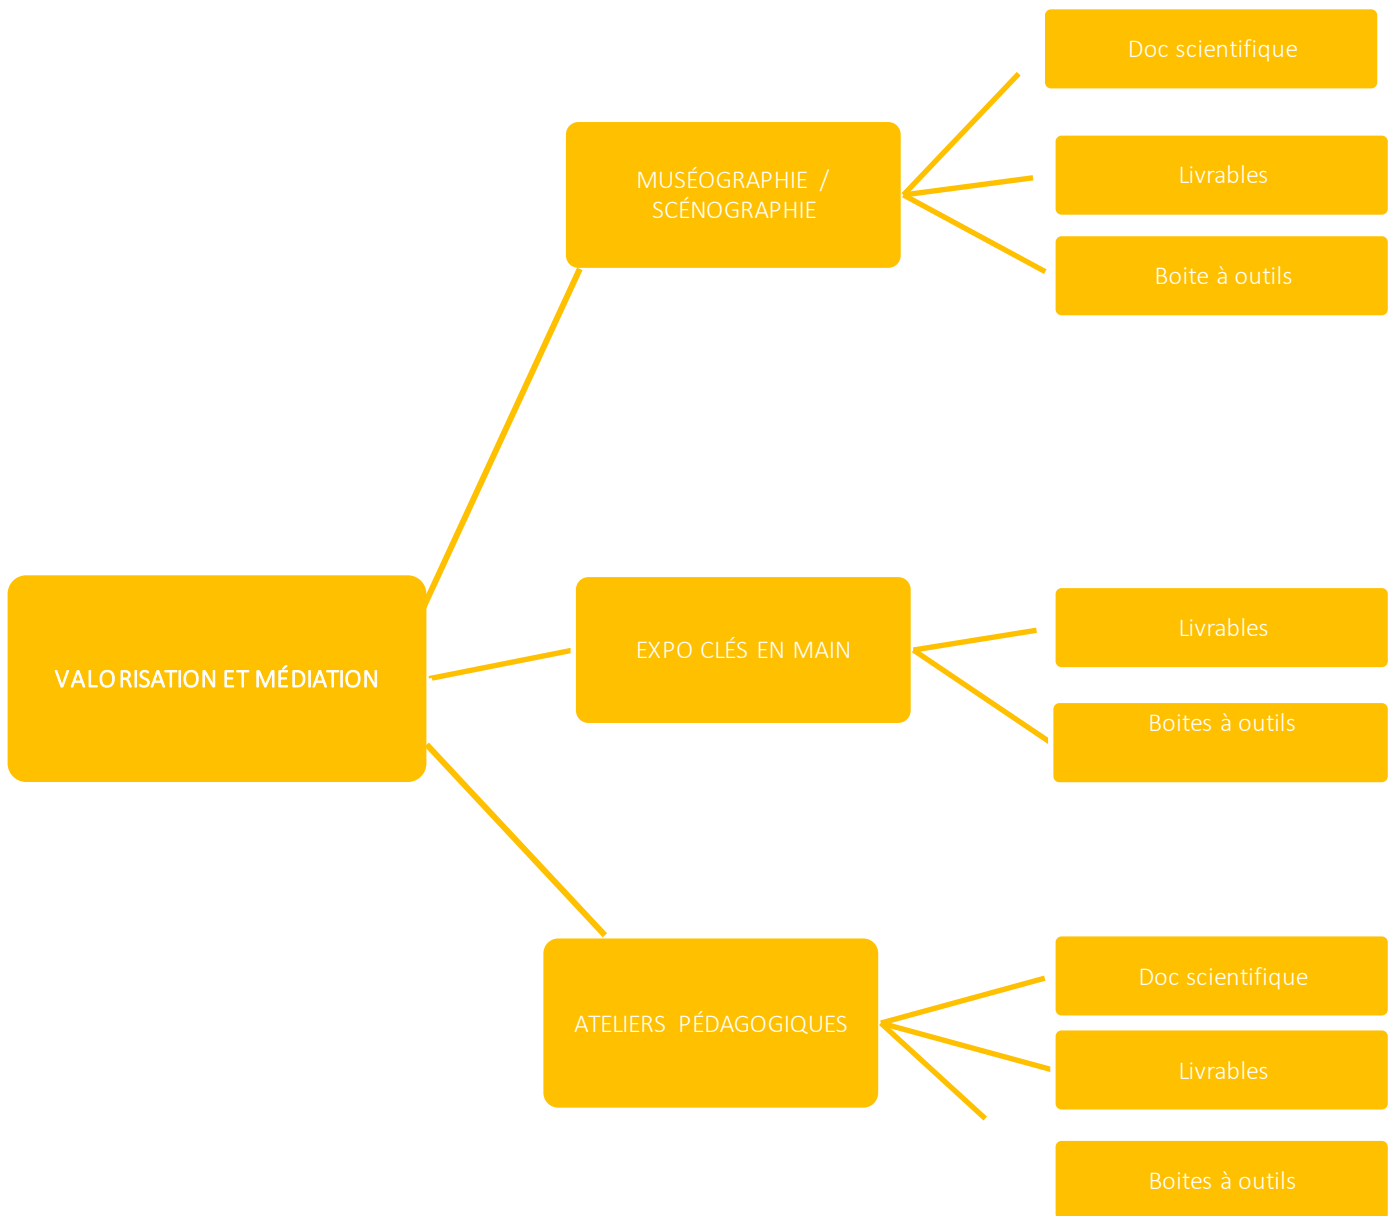 Doc scientifique
MUSÉOGRAPHIE /
SCÉNOGRAPHIE
Livrables
Boite à outils
VALORISATION ET MÉDIATION
EXPO CLÉS EN MAIN
Livrables
Boites à outils
ATELIERS PÉDAGOGIQUES
Doc scientifique
Livrables
Boites à outils